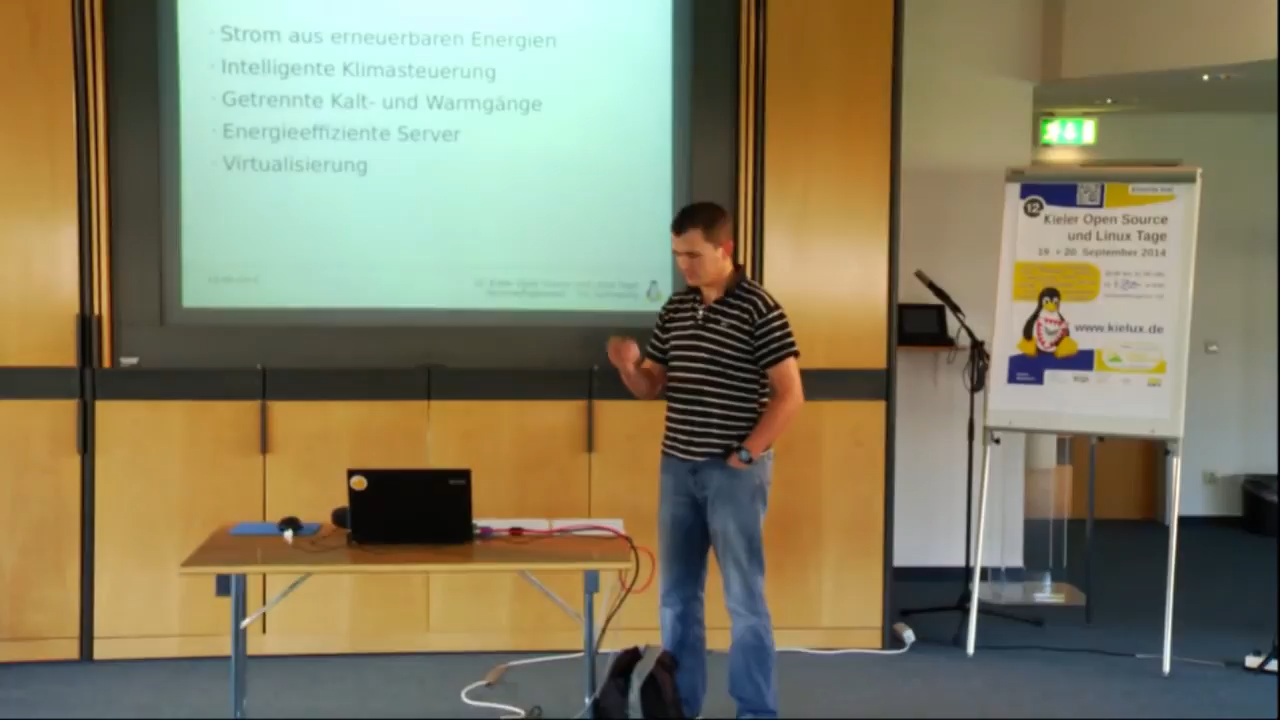 · Strom aus erneuerbaren Energien
· Intelligente Klimasteuerung
· Getrennte Kalt- und Warmgänge
· Energieeffiziente Server
· Virtualisierung
12.
Kieler Open Source
und Linux Tage
19. + 20. September 2014
www.kielux.de